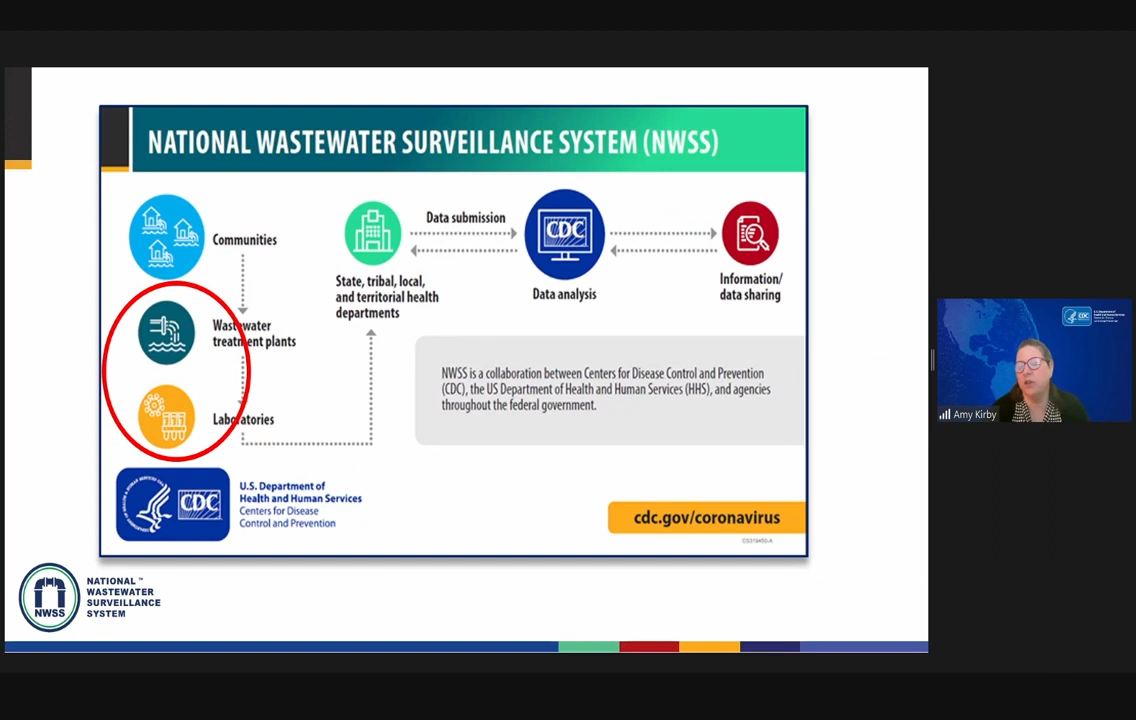 NATIONAL WASTEWATER SURVEILLANCE SYSTEM (NWSS)
Communities
Wastewater
treatment plants
Laboratories
State, tribal, local,
and territorial health
departments
Data submission
CDC
Data analysis
Information/
data sharing
NWSS is a collaboration between Centers for Disease Control and Prevention
(CDC), the US Department of Health and Human Services (HHS), and agencies
throughout the federal government.
CDC
U.S. Department of
Health and Human Services
Centers for Disease
Control and Prevention
cdc.gov/coronavirus
CS319450-A
NWSS
NATIONAL ™
WASTEWATER
SURVEILLANCE
SYSTEM
CDC
Amy Kirby